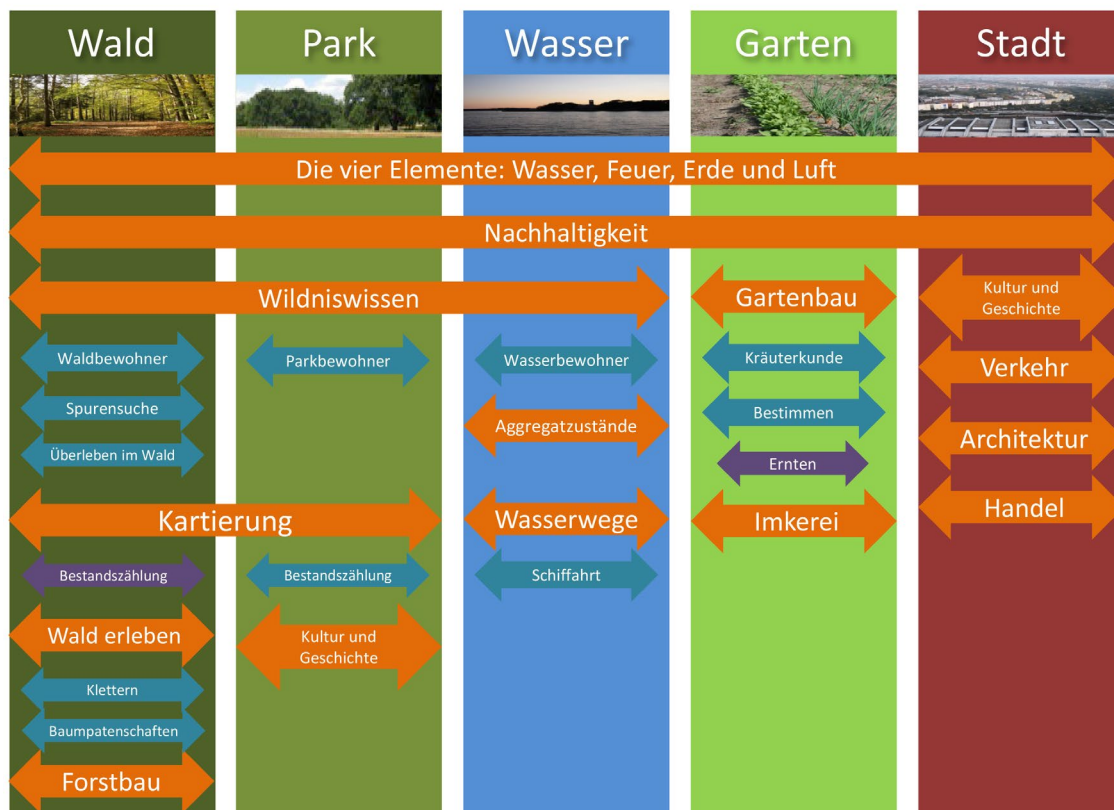 Wald
Park
Wasser
Garten
Stadt
Die vier Elemente: Wasser, Feuer, Erde und Luft
Nachhaltigkeit
Wildniswissen
Gartenbau
Kultur und
Geschichte
Waldbewohner
Parkbewohner
Wasserbewohner
Kräuterkunde
Verkehr
Spurensuche
Aggregatzustände
Bestimmen
Architektur
Überleben im Wald
Ernten
Kartierung
Wasserwege
Imkerei
Handel
Bestandszählung
Bestandszählung
Schiffahrt
Wald erleben
Kultur und
Geschichte
Klettern
Baumpatenschaften
Forstbau